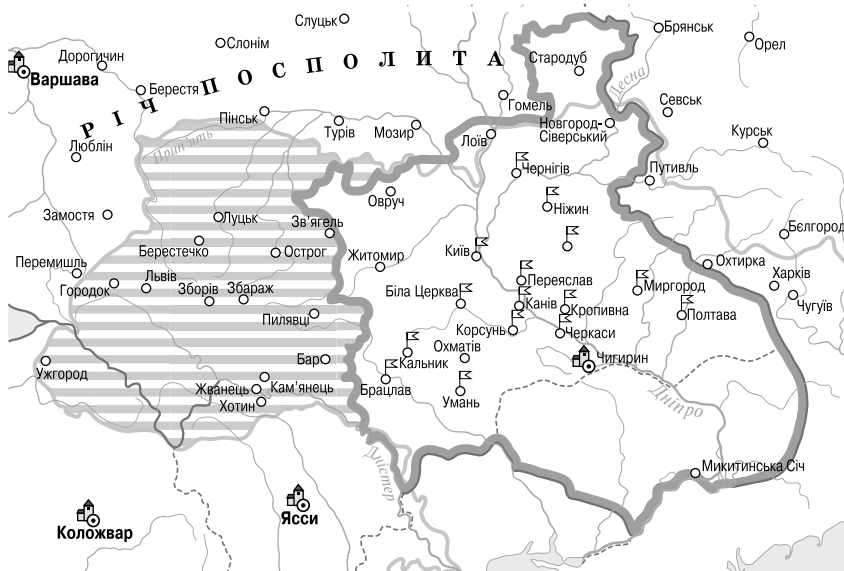 Слуцьк
Брянськ
Орел
Слонім
Дорогичин
Варшава
РІЧ ПОСПОЛИТА
Стародуб
Десна
Берестя
Гомель
Севськ
Пінськ
Турів
Мозир
Лоїв
Новгород-
Сіверський
Курськ
Люблін
Прип'ять
Чернігів
Путивль
Овруч
Ніжин
Замостя
Луцьк
Зв'ягель
Бєлгород
Берестечко
Острог
Житомир
Київ
Охтирка
Перемишль
Львів
Городок
Зборів
Збараж
Переяслав
Миргород
Харків
Біла Церква
Канів
Кропивна
Полтава
Чугуїв
Пилявці
Корсунь
Черкаси
Охматів
Бар
Кальник
Чигирин
Ужгород
Жванець
Кам'янець
Брацлав
Умань
Хотин
Дніпро
Дністер
Микитинська Січ
Ясси
Коложвар